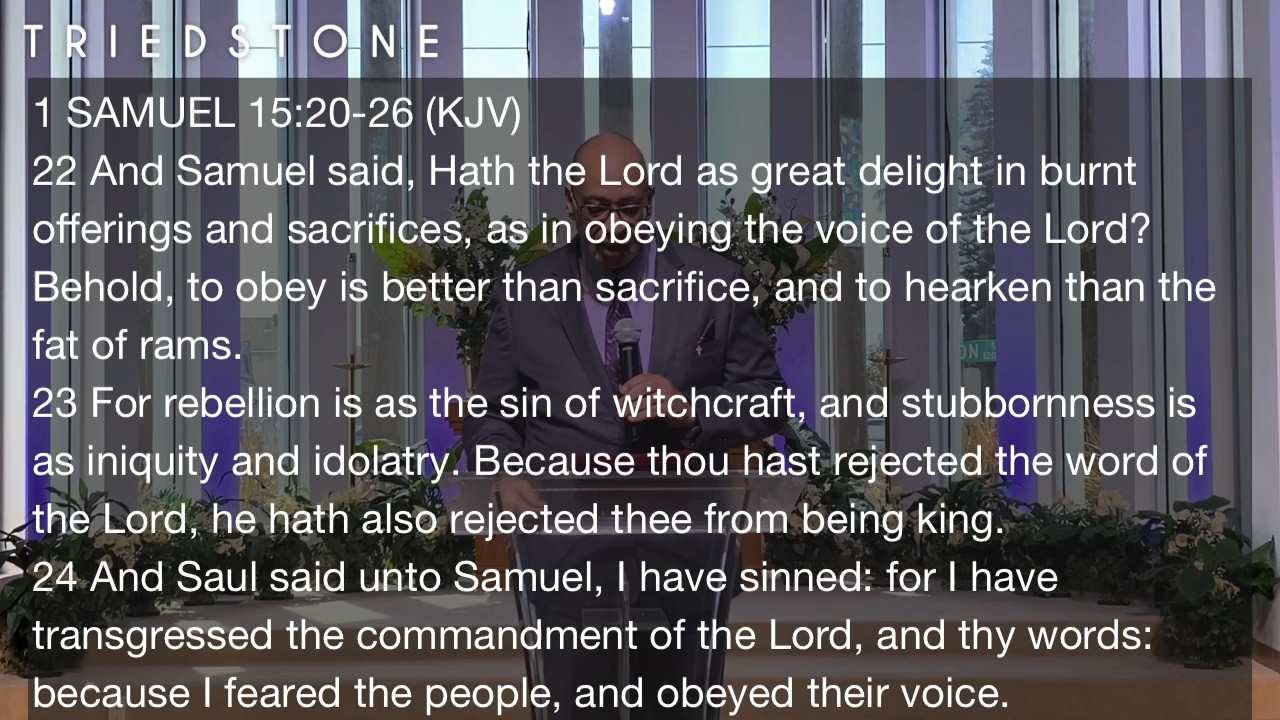 TRIEDSTONE
1 SAMUEL 15:20-26 (KJV)
22 And Samuel said, Hath the Lord as great delight in burnt
offerings and sacrifices, as in obeying the voice of the Lord?
Behold, to obey is better than sacrifice, and to hearken than the
fat of rams.
23 For rebellion is as the sin of witchcraft, and stubbornness is
as iniquity and idolatry. Because thou hast rejected the word of
the Lord, he hath also rejected thee from being king.
24 And Saul said unto Samuel, I have sinned: for I have
transgressed the commandment of the Lord, and thy words:
because I feared the people, and obeyed their voice.